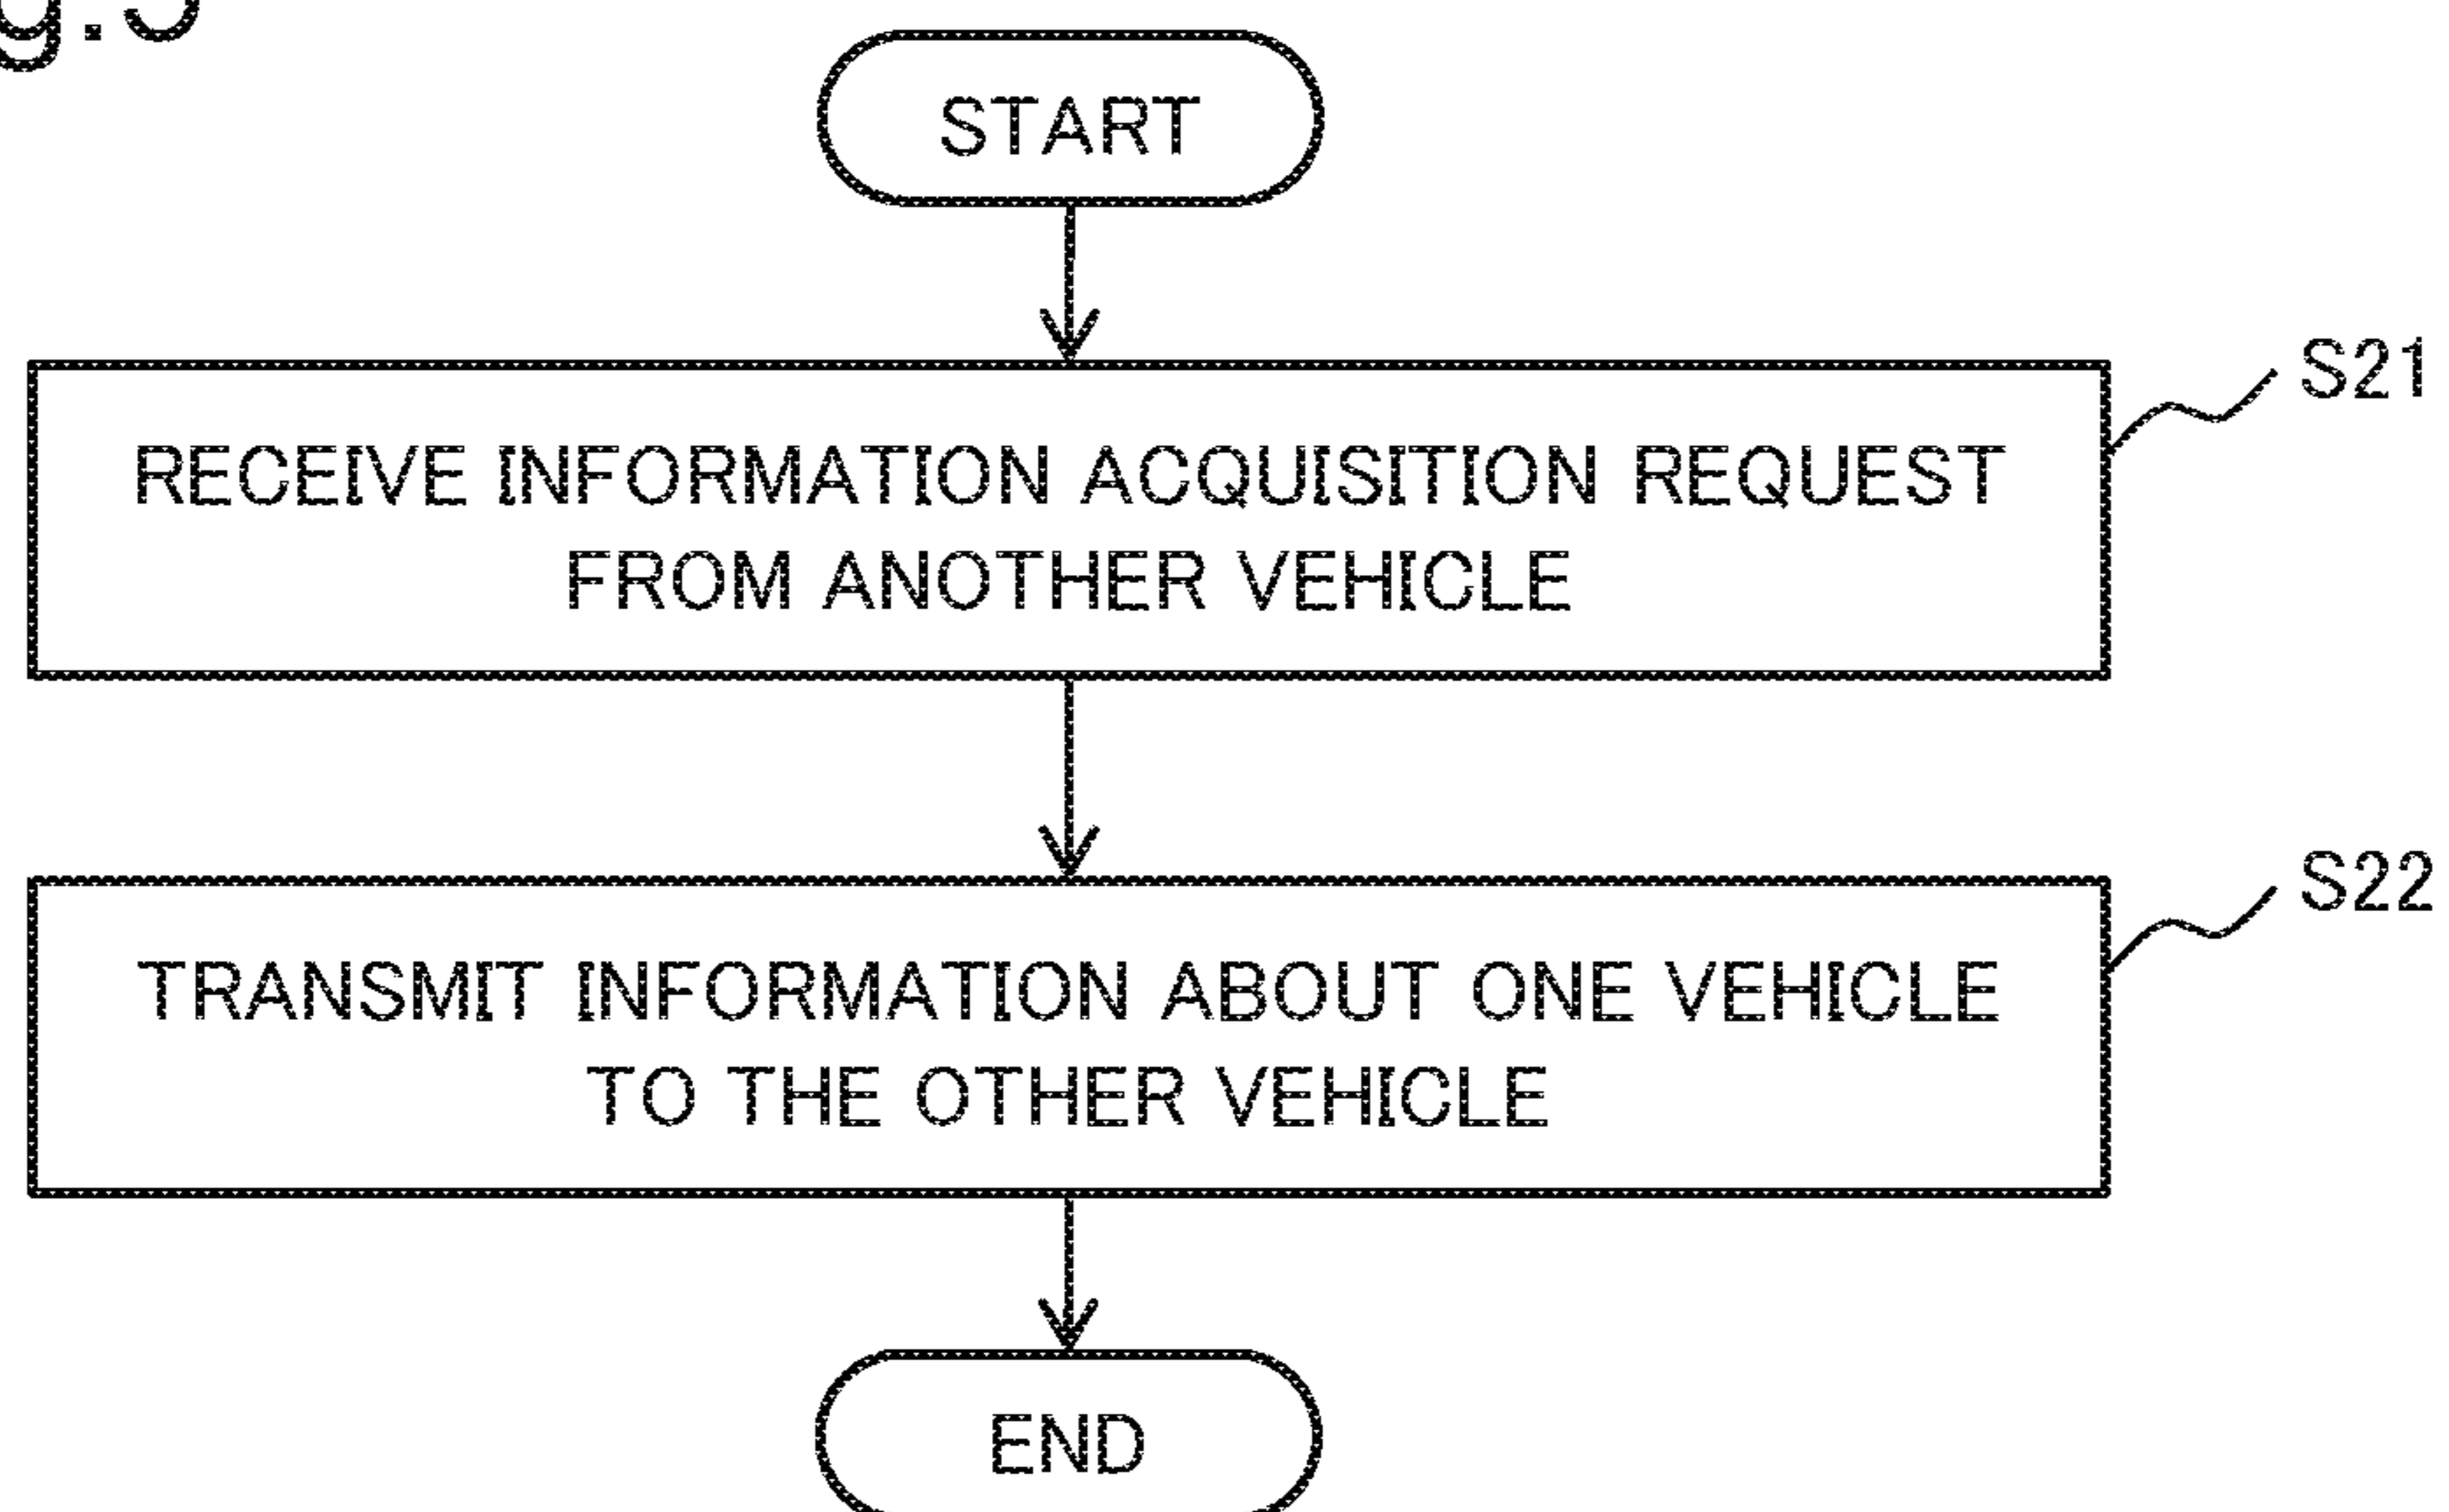 START
S21
RECEIVE INFORMATION ACQUISITION REQUEST
FROM ANOTHER VEHICLE
S22
TRANSMIT INFORMATION ABOUT ONE VEHICLE
TO THE OTHER VEHICLE
END